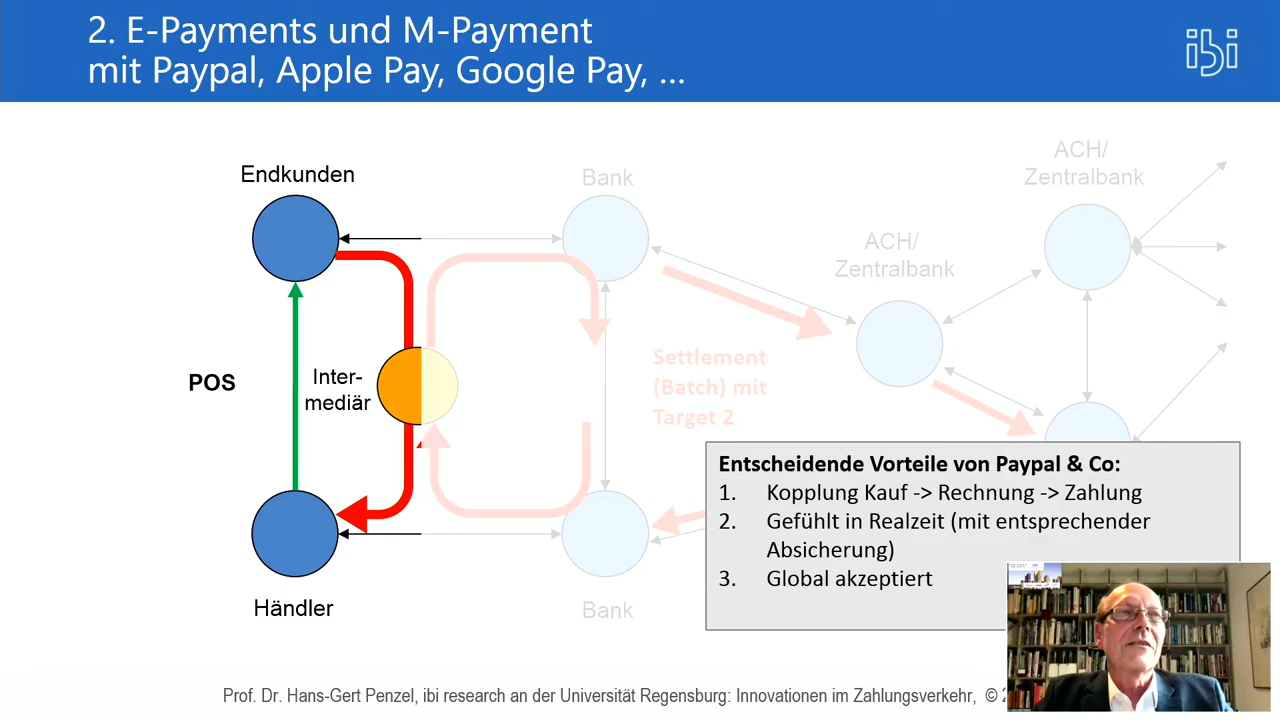 2. E-Payments und M-Payment
mit Paypal, Apple Pay, Google Pay, ...
ibi
Endkunden
Bank
ACH/
Zentralbank
ACH/
Zentralbank
POS
Inter-
mediär
Settlement
(Batch) mit
Target 2
Entscheidende Vorteile von Paypal & Co:
1. Kopplung Kauf -> Rechnung -> Zahlung
2. Gefühlt in Realzeit (mit entsprechender
Absicherung)
3. Global akzeptiert
Händler
Bank
Prof. Dr. Hans-Gert Penzel, ibi research an der Universität Regensburg: Innovationen im Zahlungsverkehr, ©